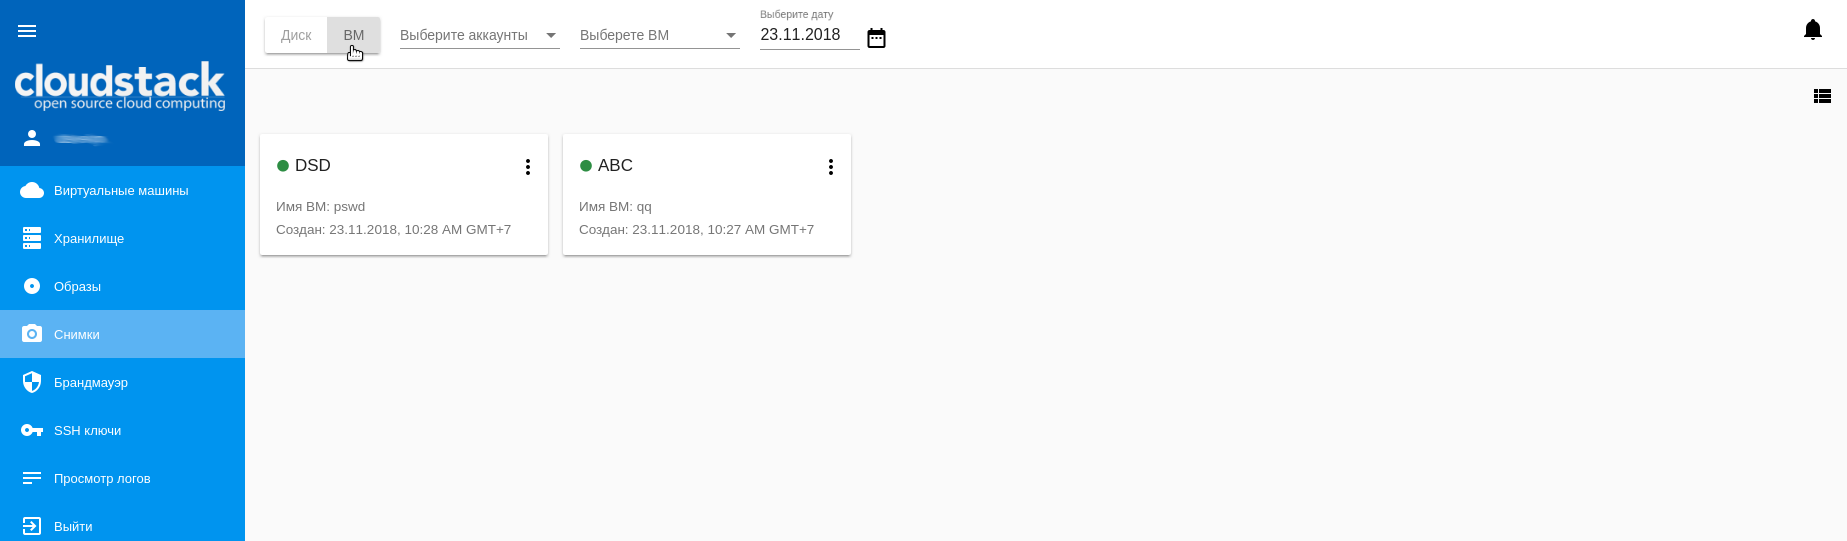 cloudstack
open source cloud computing
Виртуальные машины
Хранилище
Образы
Снимки
Брандмауэр
SSH ключи
Просмотр логов
Выйти
Диск
ВМ
Выберите аккаунты
Выберете ВМ
Выберите дату
23.11.2018
DSD
Имя ВМ: pswd
Создан: 23.11.2018, 10:28 AM GMT+7
ABC
Имя ВМ: qq
Создан: 23.11.2018, 10:27 AM GMT+7